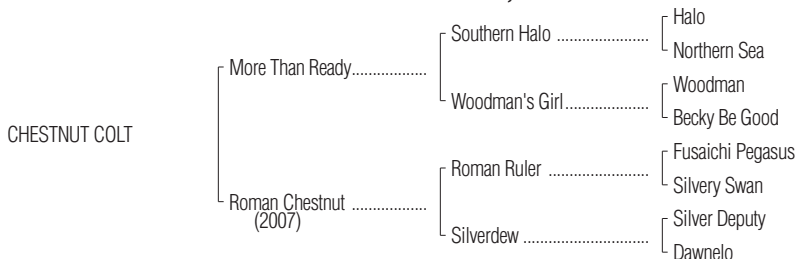 Halo
Southern Halo ......................
Northern Sea
More Than Ready..................
Woodman
Woodman's Girl....................
Becky Be Good
CHESTNUT COLT
Fusaichi Pegasus
Roman Ruler ........................
Silvery Swan
Roman Chestnut ..................
(2007)
Silver Deputy
Silverdew ..............................
Dawnelo